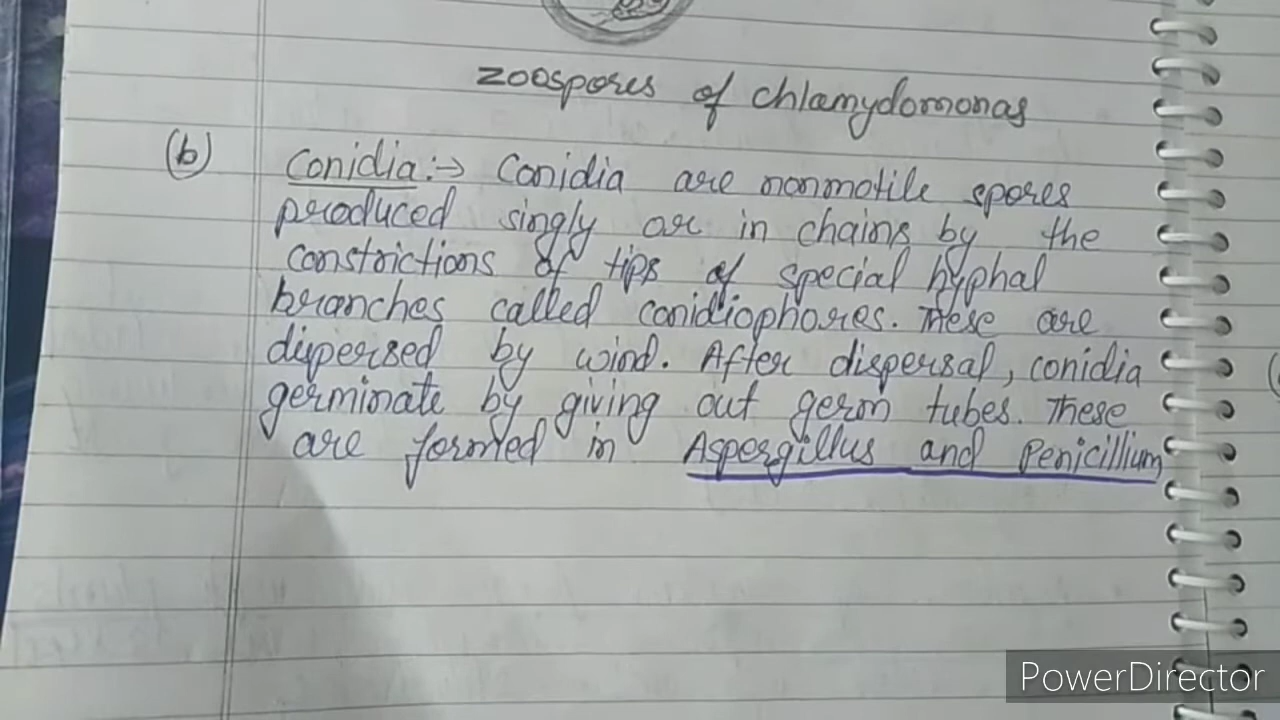 zoospores of chlamydomonas
(b) Conidia:→ Conidia are nonmotile spores
produced singly or in chains by the
constrictions of tips of special hyphal
branches called conidiophores. These are
dispersed by wind. After dispersal, conidia
germinate by giving out germ tubes. These
are formed in Aspergillus and Penicillium
PowerDirector